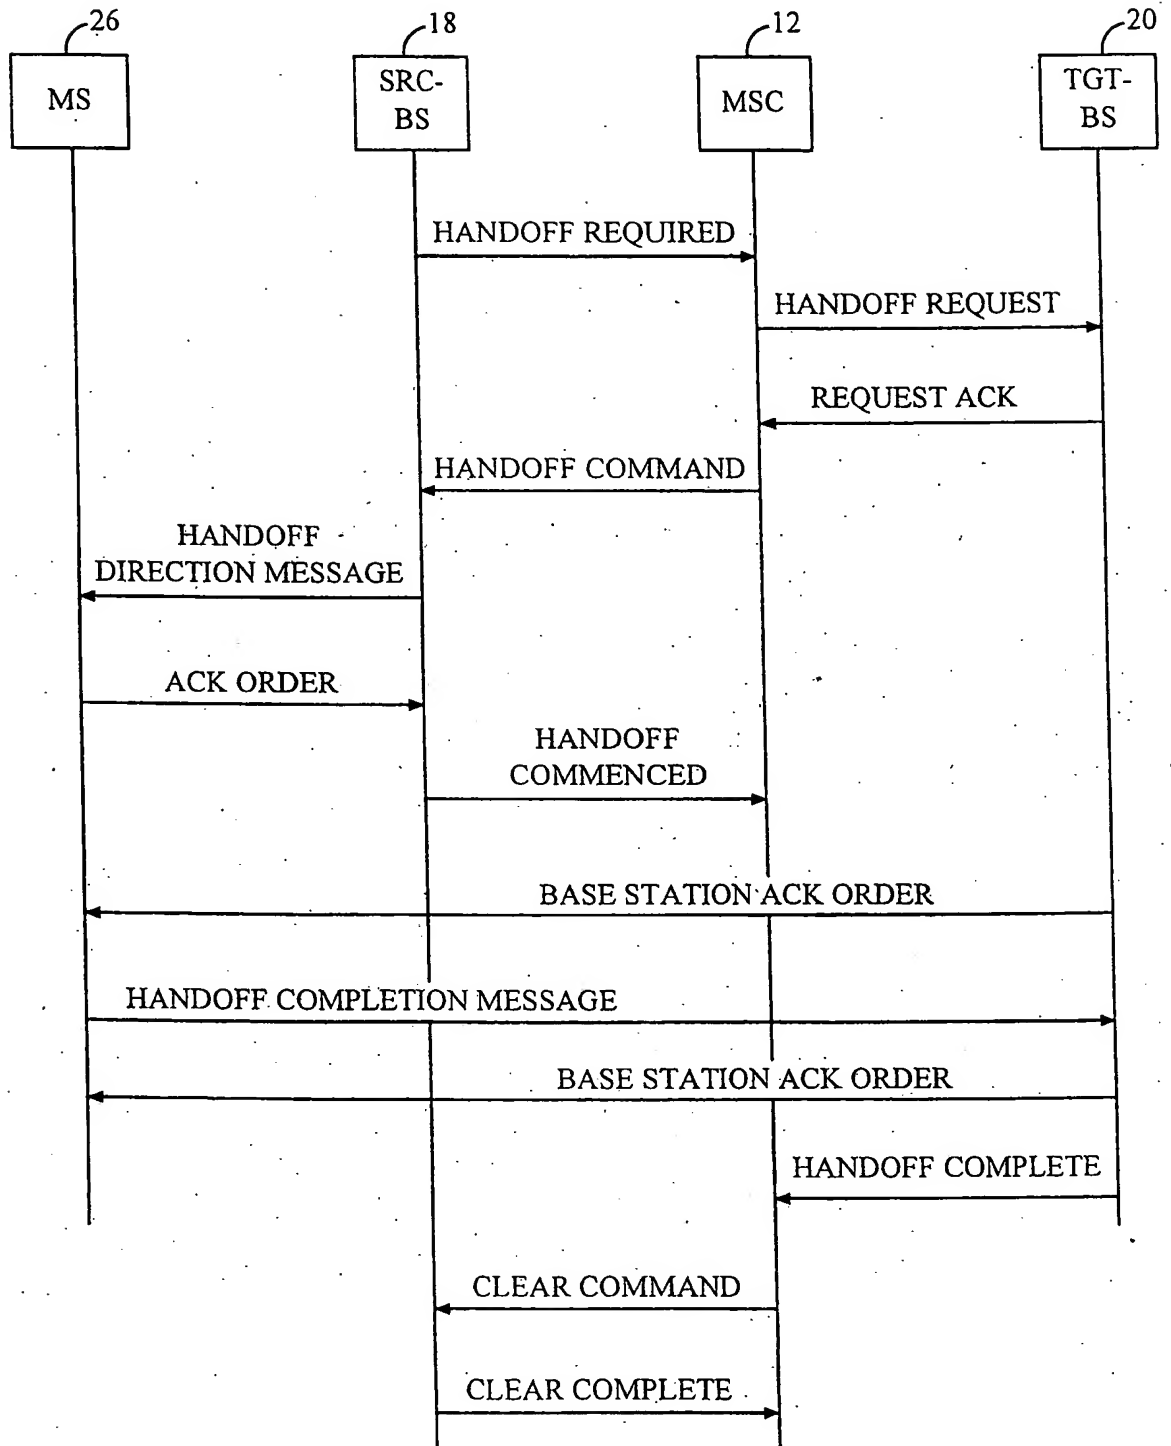 26
18
12
20
MS
SRC-
BS
MSC
TGT-
BS
HANDOFF REQUIRED
HANDOFF REQUEST
REQUEST ACK
HANDOFF COMMAND
HANDOFF
DIRECTION MESSAGE
ACK ORDER
HANDOFF
COMMENCED
BASE STATION ACK ORDER
HANDOFF COMPLETION MESSAGE
BASE STATION ACK ORDER
HANDOFF COMPLETE
CLEAR COMMAND
CLEAR COMPLETE